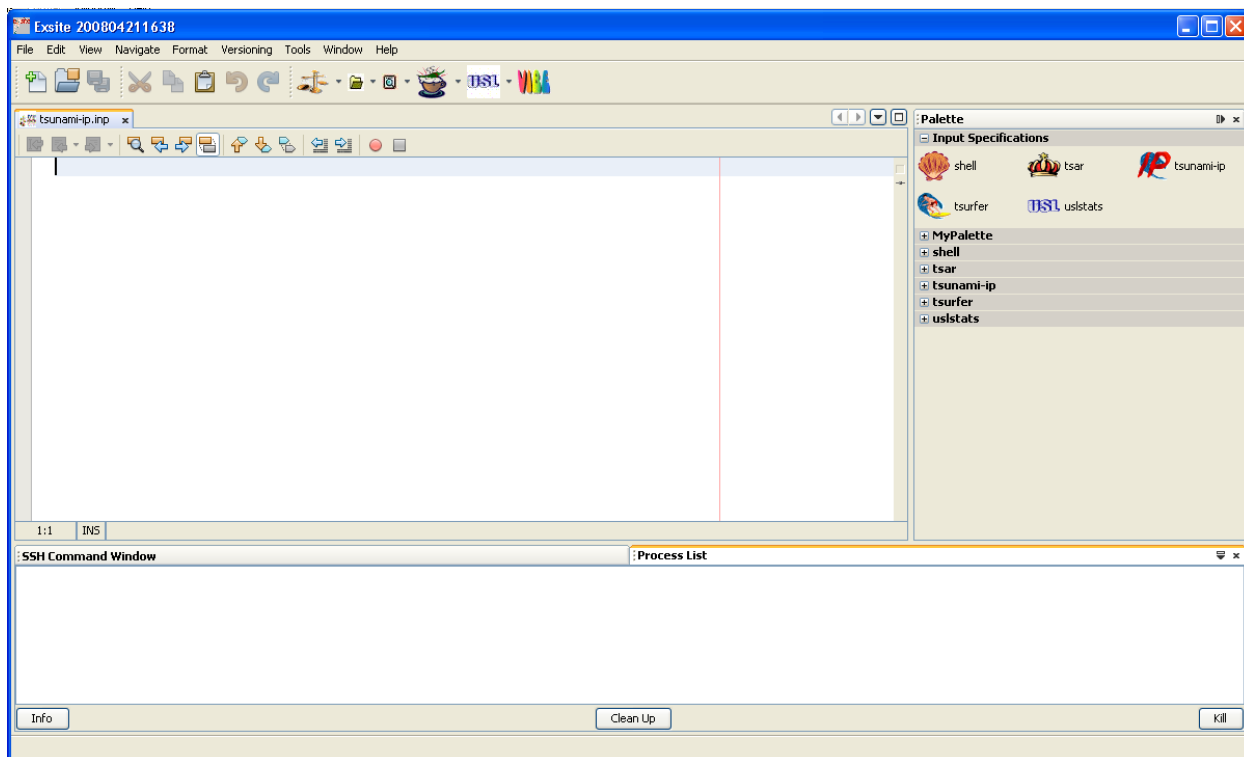 Exsite 200804211638
File Edit View Navigate Format Versioning Tools Window Help
USL
tsunami-ip.inp
Palette
Input Specifications
shell tsar tsunami-ip
tsurfer USL uslstats
MyPalette
shell
tsar
tsunami-ip
tsurfer
uslstats
1:1 INS
SSH Command Window Process List
Info Clean Up Kill